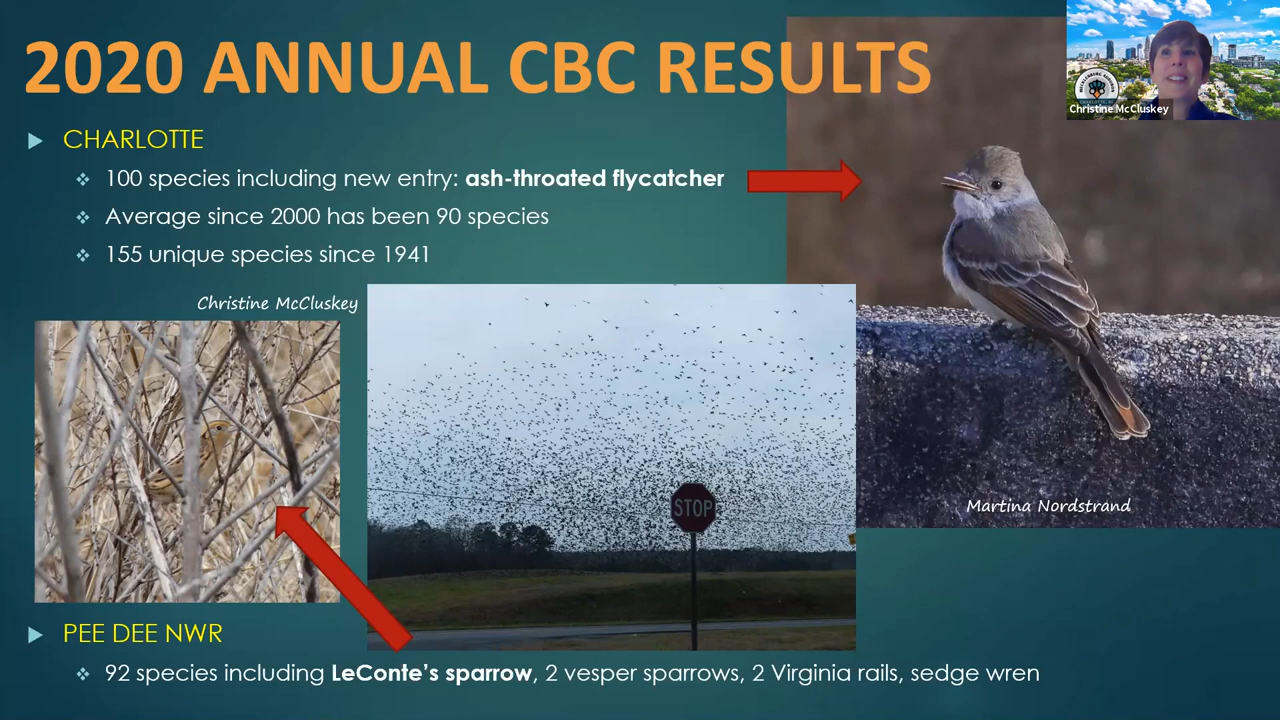 2020 ANNUAL CBC RESULTS
Christine McCluskey
CHARLOTTE
100 species including new entry: ash-throated flycatcher
Average since 2000 has been 90 species
155 unique species since 1941
Christine McCluskey
STOP
Martina Nordstrand
PEE DEE NWR
92 species including LeConte's sparrow, 2 vesper sparrows, 2 Virginia rails, sedge wren